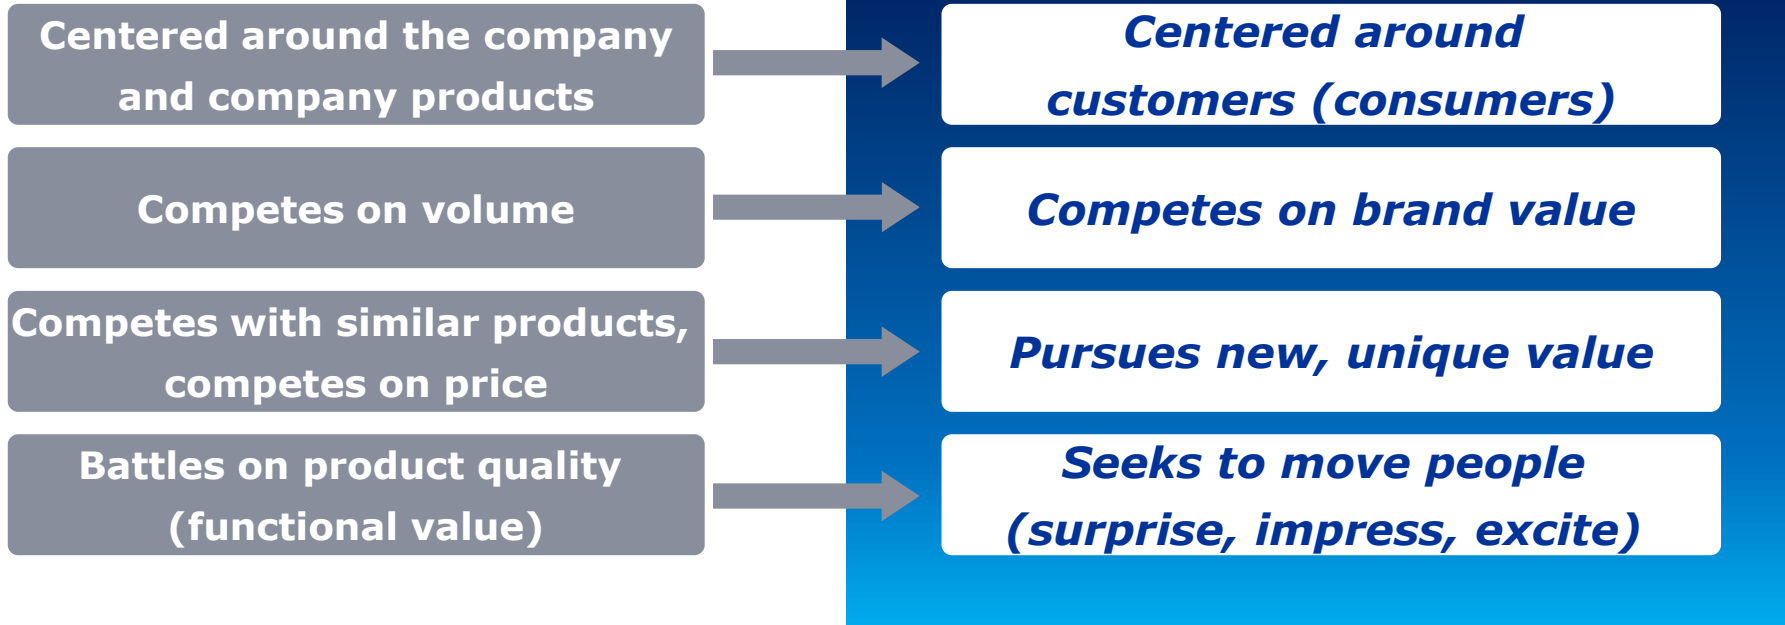 Centered around the company
and company products
Centered around
customers (consumers)
Competes on volume
Competes on brand value
Competes with similar products,
competes on price
Pursues new, unique value
Battles on product quality
(functional value)
Seeks to move people
(surprise, impress, excite)